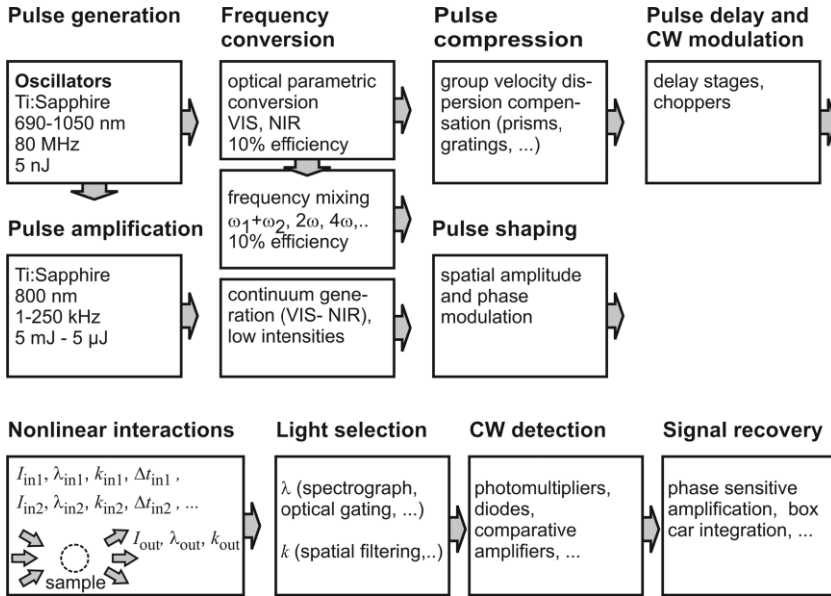 Pulse generation
Oscillators
Ti:Sapphire
690-1050 nm
80 MHz
5 nJ
Frequency
conversion
optical parametric
conversion
VIS, NIR
10% efficiency
Pulse
compression
group velocity dis-
persion compen-
sation (prisms,
gratings, ...)
Pulse delay and
CW modulation
delay stages,
choppers
frequency mixing
ω1+ω2, 2ω, 4ω,..
10% efficiency
Pulse amplification
Ti:Sapphire
800 nm
1-250 kHz
5 mJ - 5 µJ
continuum gene-
ration (VIS- NIR),
low intensities
Pulse shaping
spatial amplitude
and phase
modulation
Nonlinear interactions
Iin1, λin1, kin1, Δtin1 ,
Iin2, λin2, kin2, Δtin2 , ...
Iout, λout, kout
sample
Light selection
λ (spectrograph,
optical gating, ...)
k (spatial filtering,..)
CW detection
photomultipliers,
diodes,
comparative
amplifiers, ...
Signal recovery
phase sensitive
amplification, box
car integration, ...